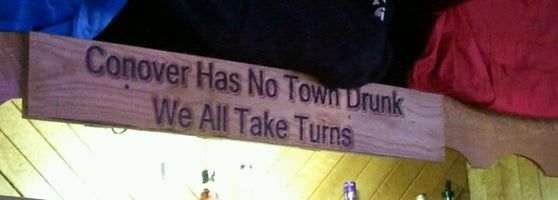 Conover Has No Town Drunk
We All Take Turns